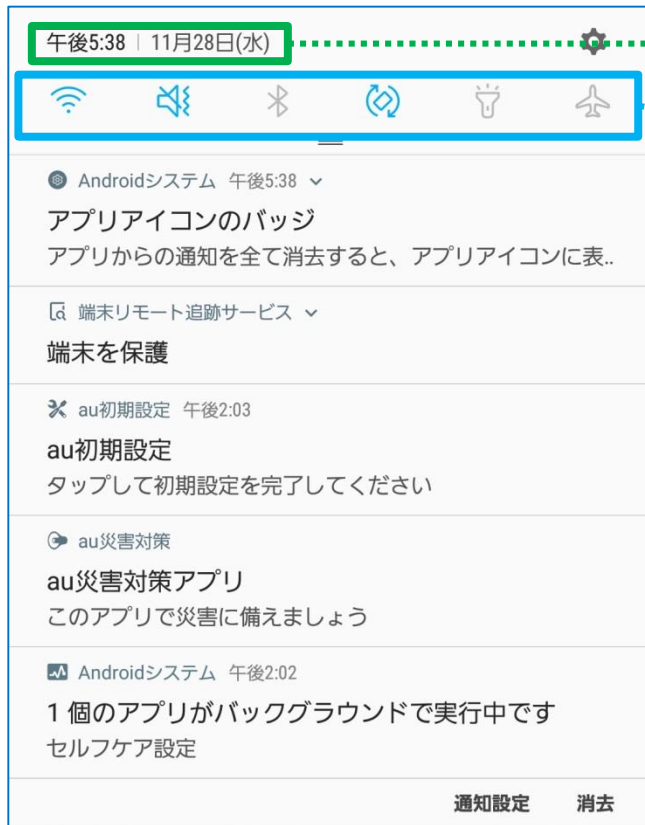 午後5:38 | 11月28日(水)
Androidシステム 午後5:38
アプリアイコンのバッジ
アプリからの通知を全て消去すると、アプリアイコンに表..
端末リモート追跡サービス
端末を保護
au初期設定 午後2:03
au初期設定
タップして初期設定を完了してください
au災害対策
au災害対策アプリ
このアプリで災害に備えましょう
Androidシステム 午後2:02
1 個のアプリがバックグラウンドで実行中です
セルフケア設定
通知設定 消去